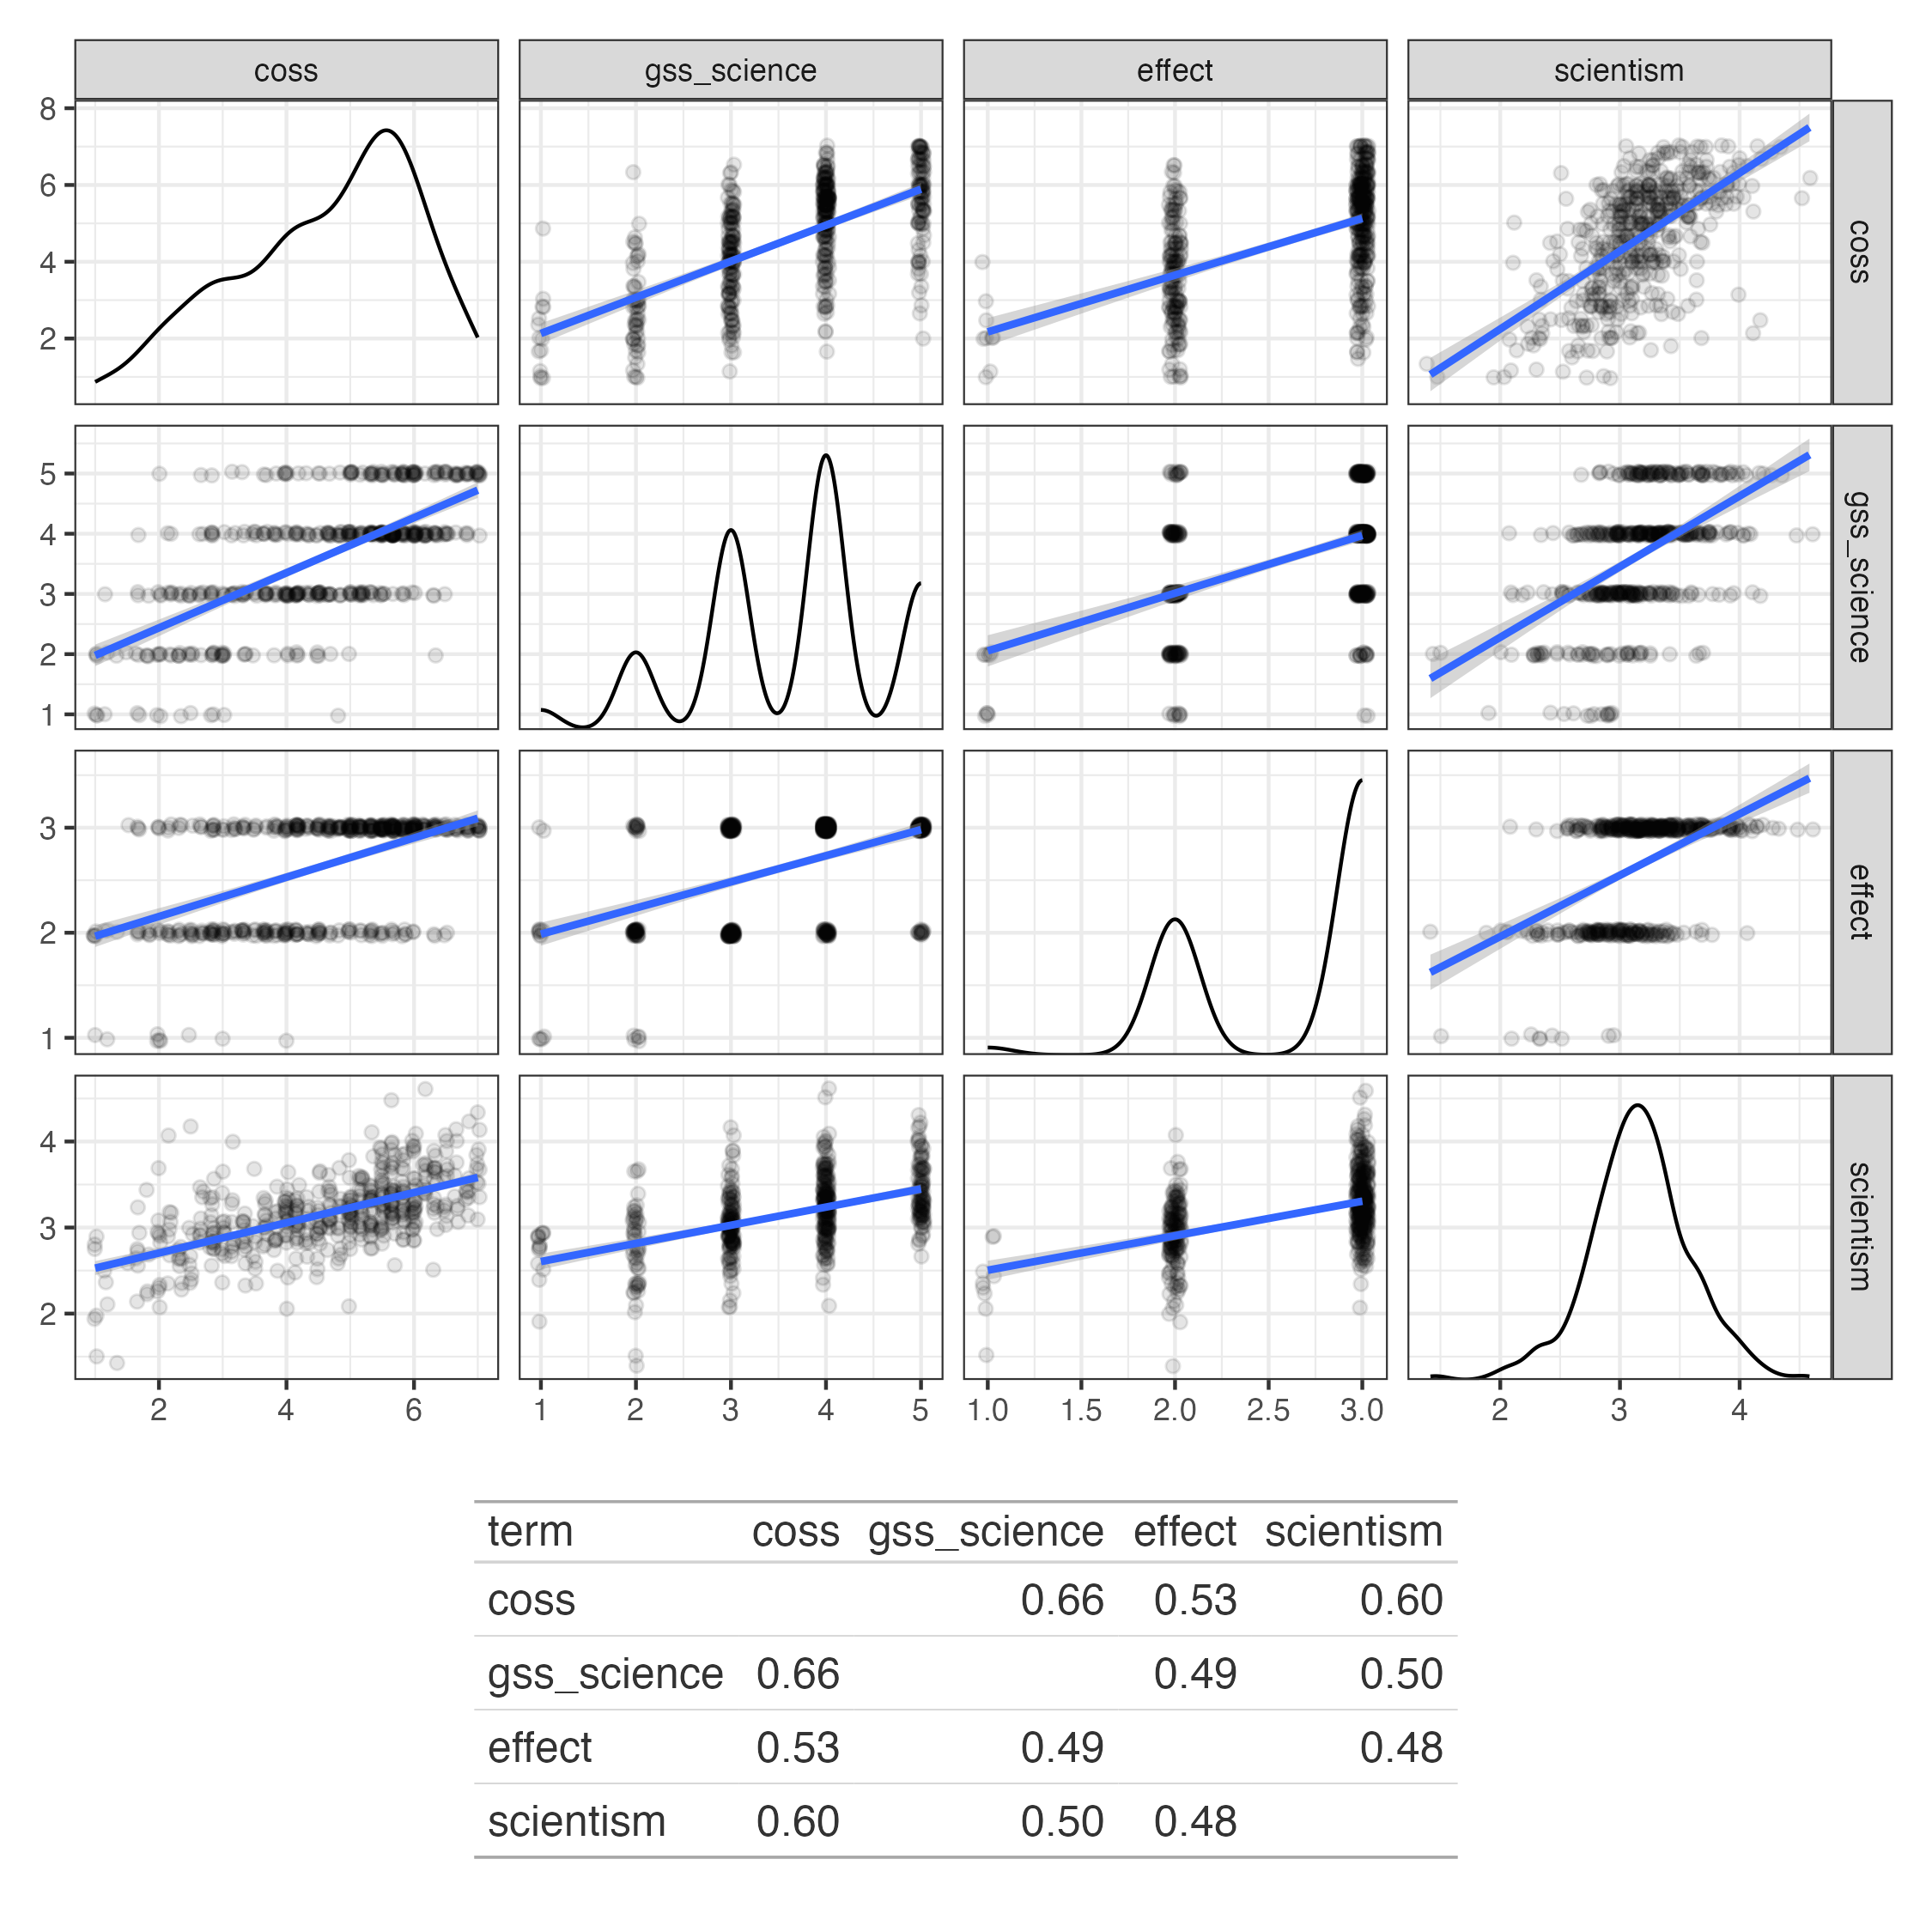 coss gss_science effect scientism
8
6
4
2
coss
5
4
3
2
1
gss_science
3
2
1
effect
4
3
2
scientism
2 4 6 1 2 3 4 5 1.0 1.5 2.0 2.5 3.0 2 3 4
term coss gss_science effect scientism
coss 0.66 0.53 0.60
gss_science 0.66 0.49 0.50
effect 0.53 0.49 0.48
scientism 0.60 0.50 0.48